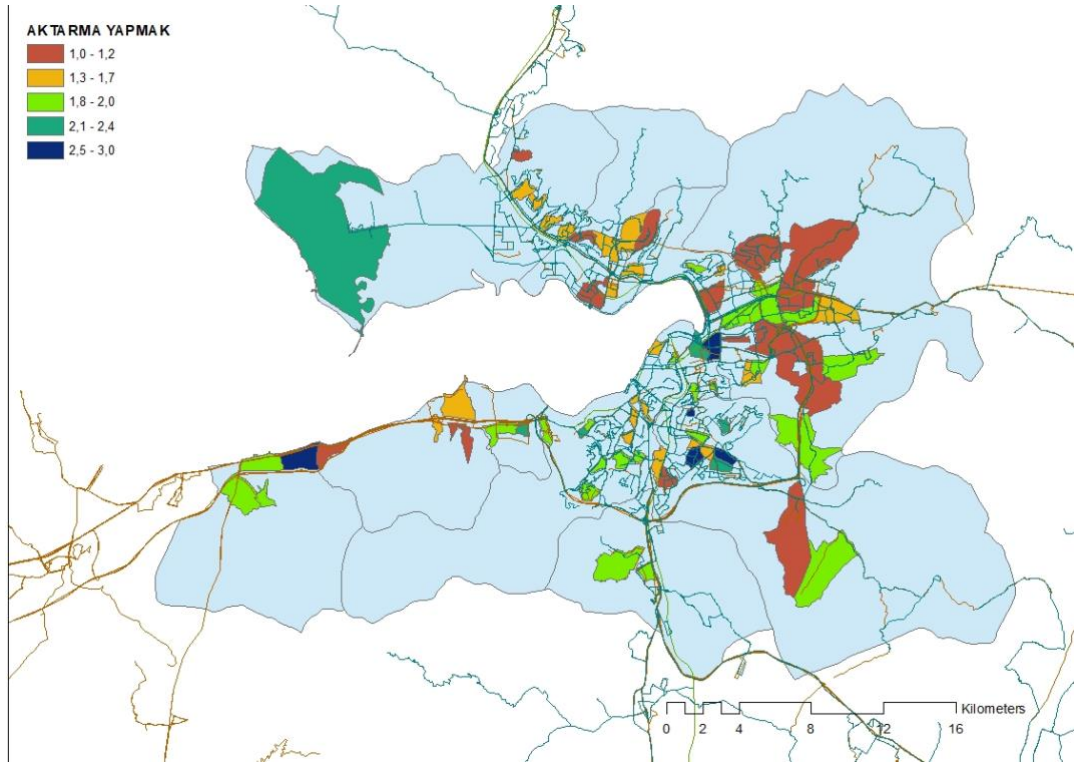 AKTARMA YAPMAK
1,0 - 1,2
1,3 - 1,7
1,8 - 2,0
2,1 - 2,4
2,5 - 3,0
Kilometers
0 2 4 8 12 16